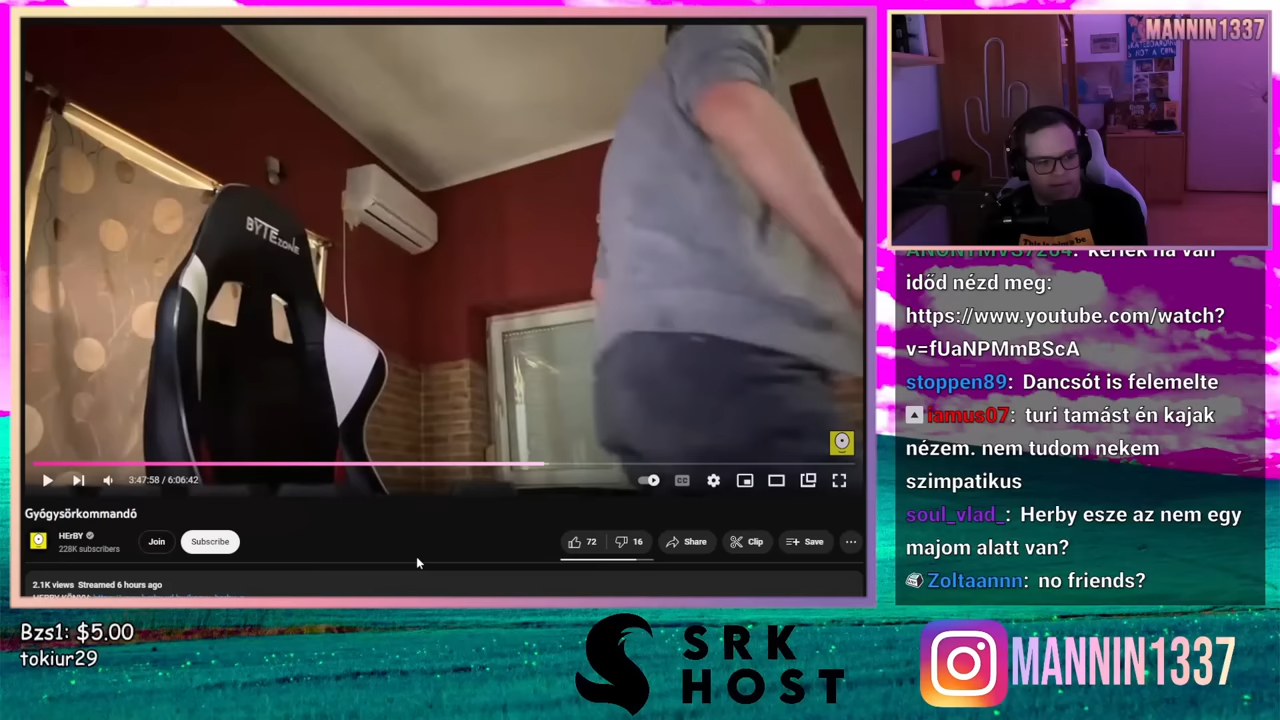 MANNIN1337
BYTEZONE
időd nézd meg:
https://www.youtube.com/watch?
v=fUaNPMmBScA
stoppen89: Dancsót is felemelte
iamus07: turi tamást én kajak
nézem. nem tudom nekem
szimpatikus
soul_vlad_: Herby esze az nem egy
majom alatt van?
Zoltaannn: no friends?
3:47:58 / 6:06:42
CC
Gyógysörkommandó
HErBY
228K subscribers
Join
Subscribe
72
16
Share
Clip
Save
2.1K views Streamed 6 hours ago
Bzs1: $5.00
tokiur29
SRK
HOST
MANNIN1337